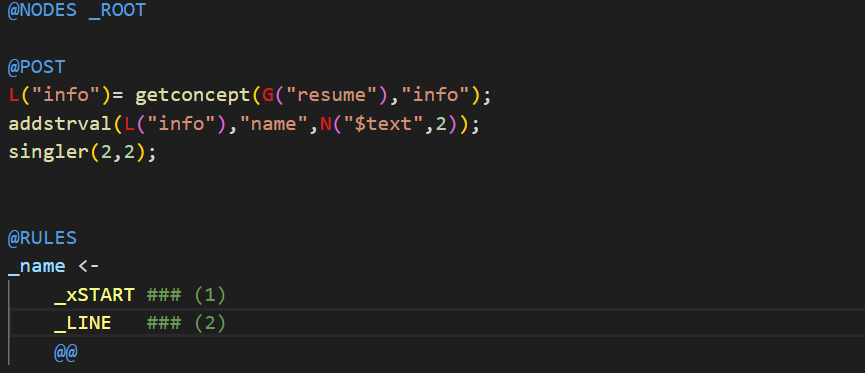 @NODES _ROOT
@POST
L("info")= getconcept(G("resume"),"info");
addstrval(L("info"),"name",N("$text",2));
singler(2,2);
@RULES
_name <-
_xSTART ### (1)
_LINE ### (2)
@@